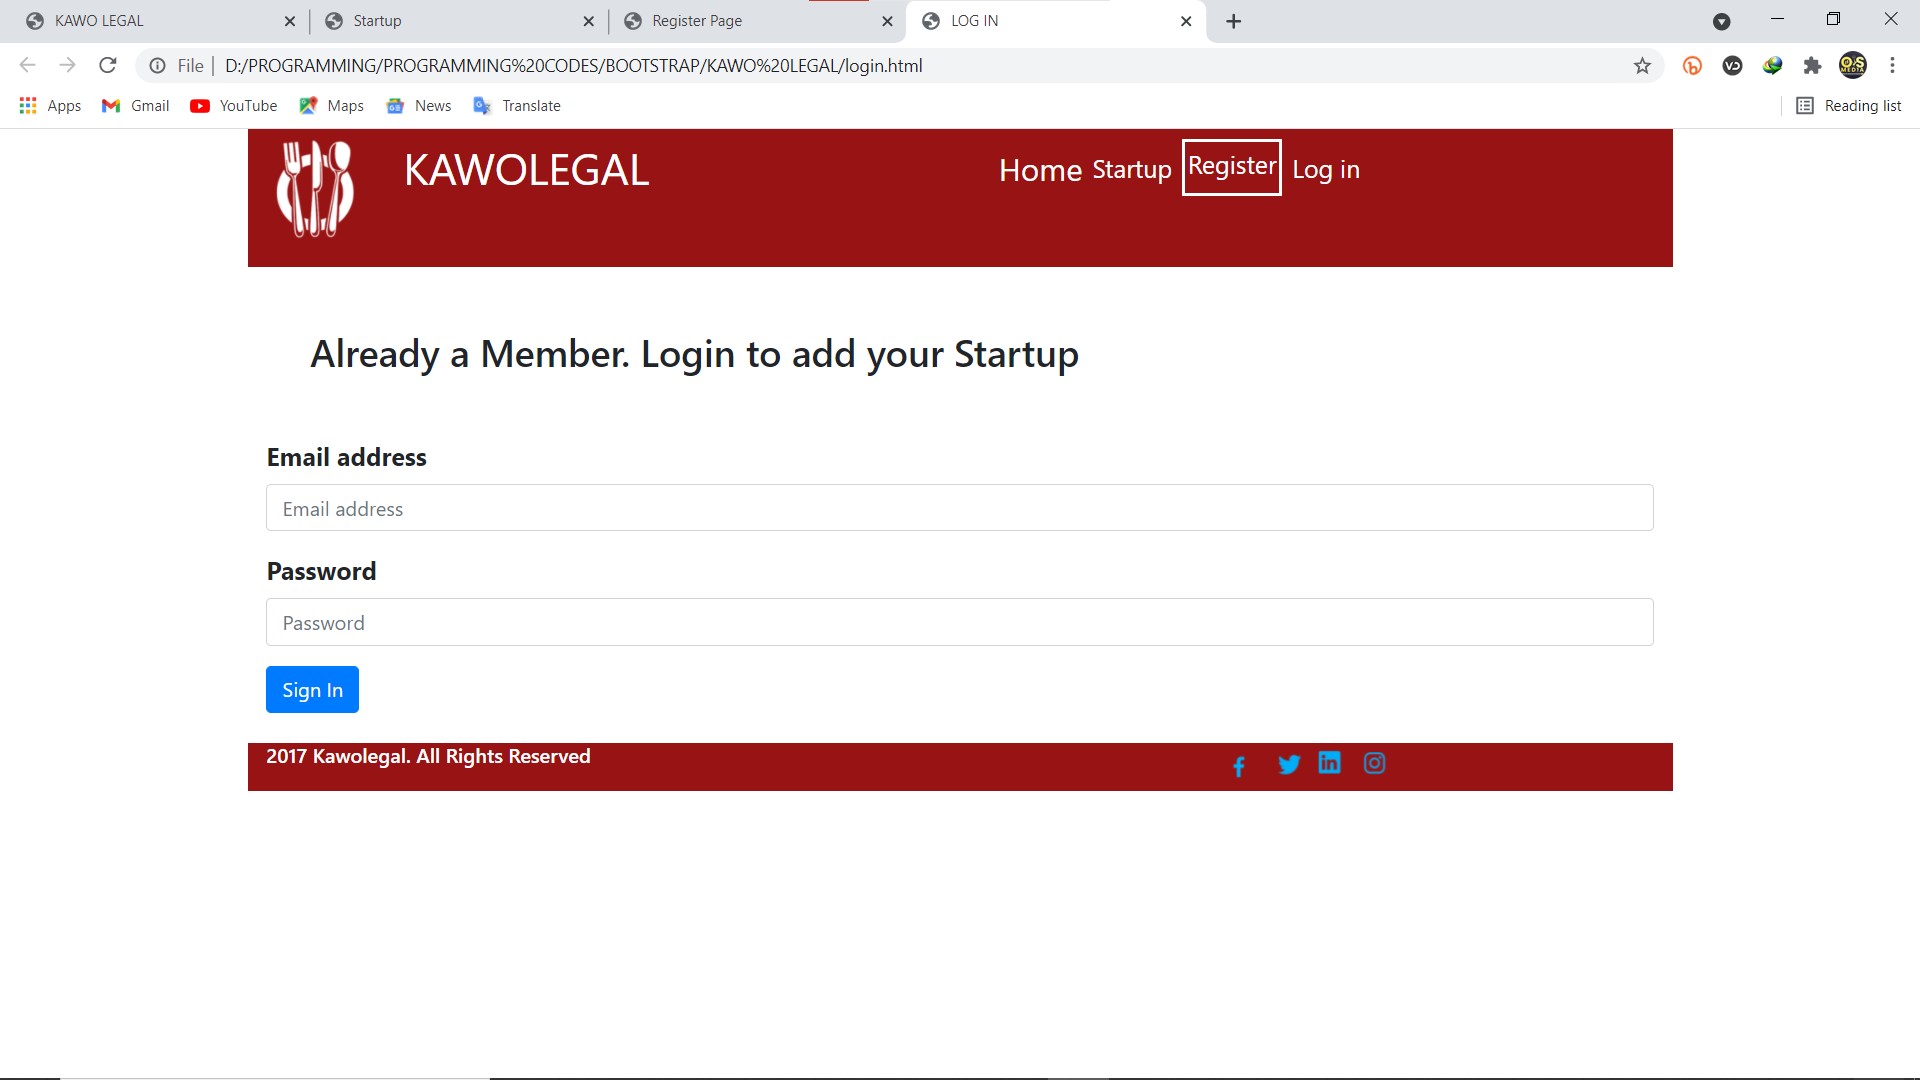 KAWO LEGAL
Startup
Register Page
LOG IN
File
D:/PROGRAMMING/PROGRAMMING%20CODES/BOOTSTRAP/KAWO%20LEGAL/login.html
Apps
Gmail
YouTube
Maps
News
Translate
Reading list
KAWOLEGAL
Home Startup Register Log in
Already a Member. Login to add your Startup
Email address
Email address
Password
Password
Sign In
2017 Kawolegal. All Rights Reserved